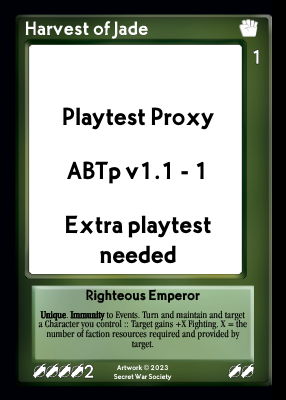 Harvest of Jade
1
Playtest Proxy
ABTp v1.1 - 1
Extra playtest
needed
Righteous Emperor
Unique. Immunity to Events. Turn and maintain and target
a Character you control :: Target gains +X Fighting. X = the
number of faction resources required and provided by
target.
2
Artwork © 2023
Secret War Society